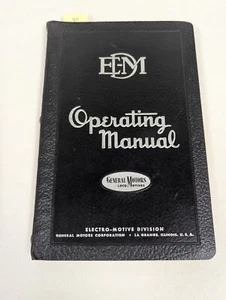 EMD
Operating
Manual
GENERAL MOTORS
LOCOMOTIVES
ELECTRO-MOTIVE DIVISION
GENERAL MOTORS CORPORATION • LA GRANGE, ILLINOIS, U. S. A.